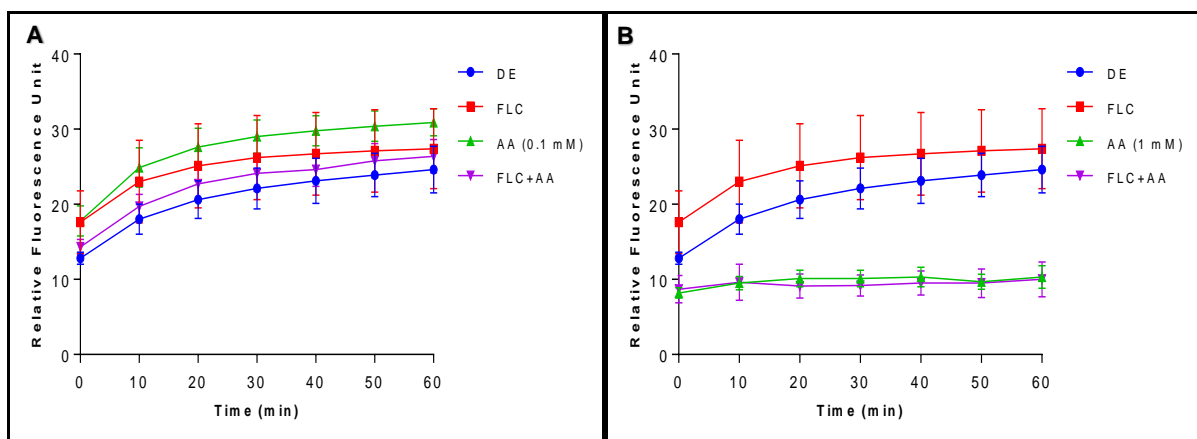 A
40
30
20
10
0
Relative Fluorescence Unit
0 10 20 30 40 50 60
Time (min)
DE
FLC
AA (0.1 mM)
FLC+AA
B
40
30
20
10
0
Relative Fluorescence Unit
0 10 20 30 40 50 60
Time (min)
DE
FLC
AA (1 mM)
FLC+AA